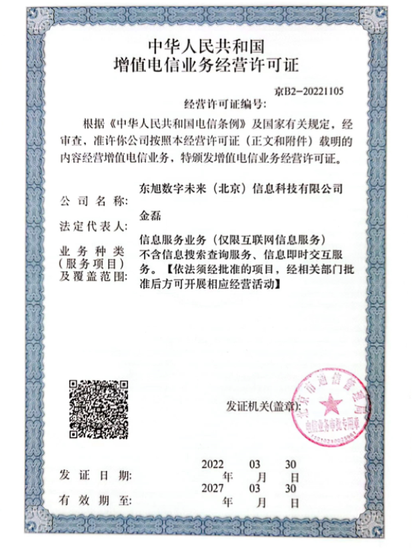 中华人民共和国
增值电信业务经营许可证
京B2-20221105
经营许可证编号:
根据《中华人民共和国电信条例》及国家有关规定，经
审查，准许你公司按照本经营许可证（正文和附件）载明的
内容经营增值电信业务，特颁发增值电信业务经营许可证。
公司名称: 东旭数字未来（北京）信息科技有限公司
法定代表人: 金磊
业务种类 信息服务业务（仅限互联网信息服务）
（服务项目） 不含信息搜索查询服务、信息即时交互服
及覆盖范围: 务。【依法须经批准的项目，经相关部门批
准后方可开展相应经营活动】
发证机关(盖章):
北京市通信管理局
2022 03 30
发证日期: 年 月 日
2027 03 30
有效期至: 年 月 日